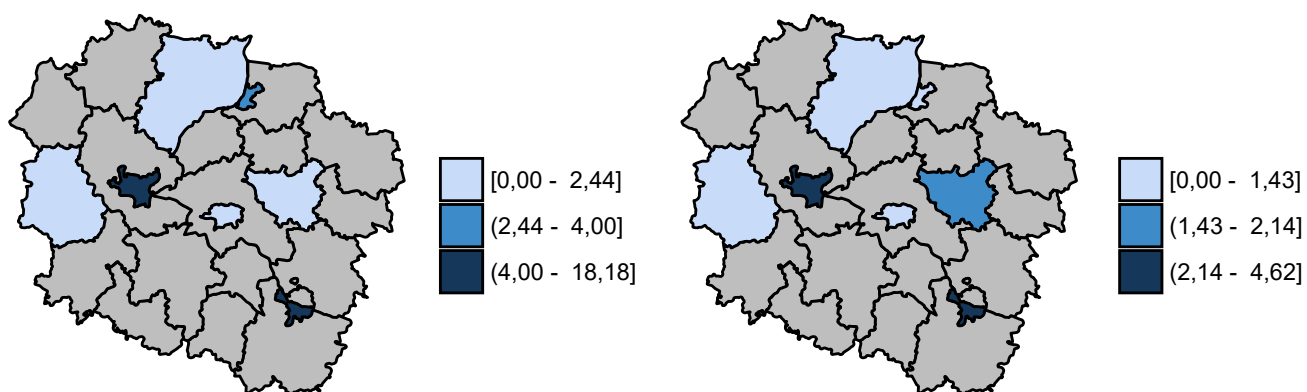 [0,00 - 2,44]
(2,44 - 4,00]
(4,00 - 18,18]
[0,00 - 1,43]
(1,43 - 2,14]
(2,14 - 4,62]